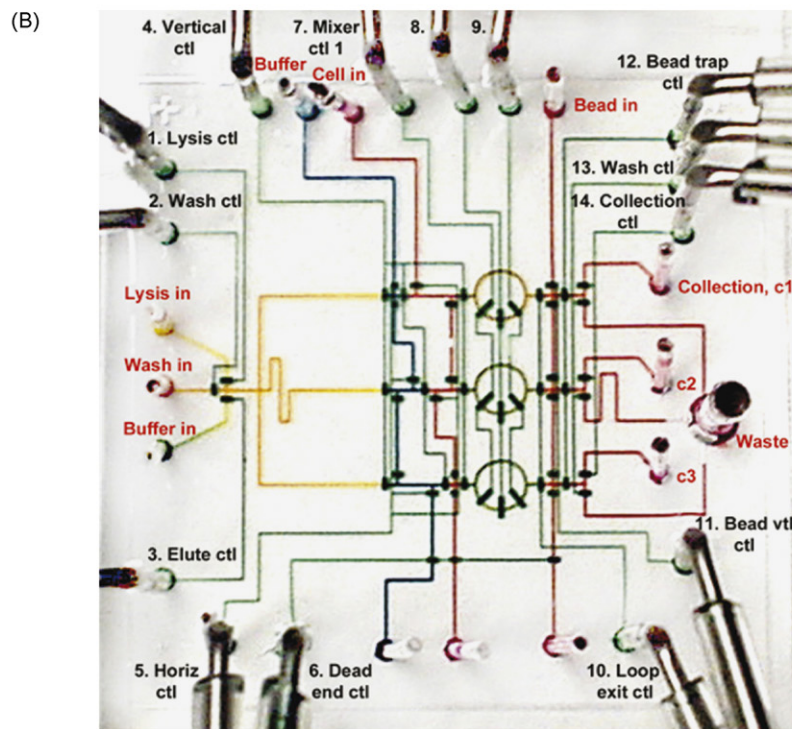 (B)
4. Vertical
ctl
7. Mixer
ctl 1
8.
9.
Buffer
Cell in
Bead in
12. Bead trap
ctl
1. Lysis ctl
13. Wash ctl
2. Wash ctl
14. Collection
ctl
Lysis in
Collection, c1
Wash in
c2
Buffer in
Waste
c3
11. Bead vtl
ctl
3. Elute ctl
5. Horiz
ctl
6. Dead
end ctl
10. Loop
exit ctl